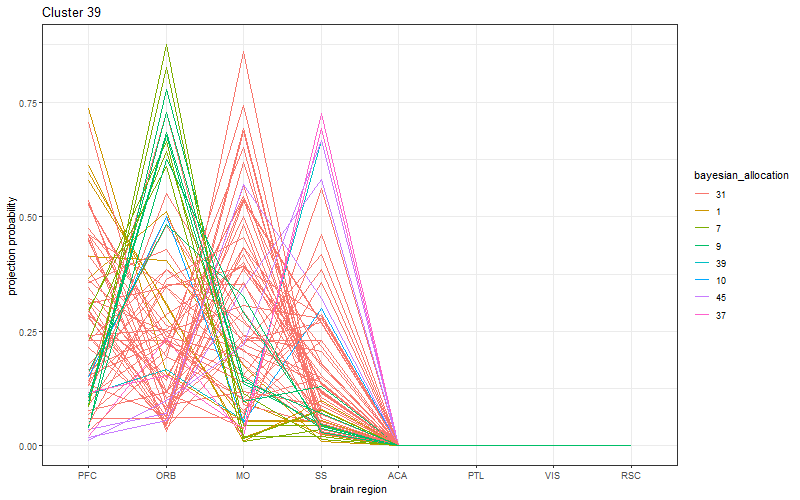 Cluster 39
projection probability
0.75
0.50
0.25
0.00
PFC ORB MO SS ACA PTL VIS RSC
brain region
bayesian_allocation
31
1
7
9
39
10
45
37